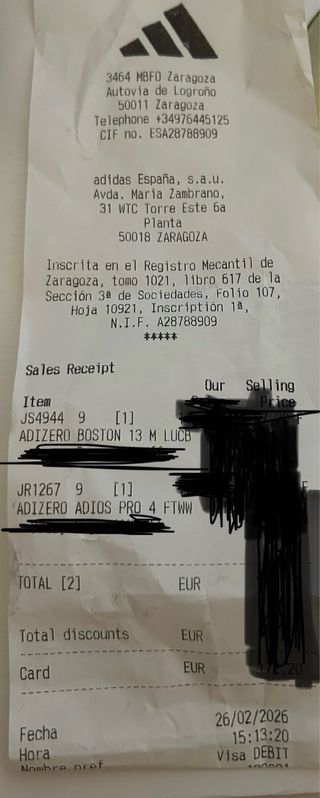 3464 MBFO Zaragoza
Autovía de Logroño
50011 Zaragoza
Telephone +34976445125
CIF no. ESA28788909
adidas España, s.a.u.
Avda. Maria Zambrano,
31 WTC Torre Este 6a
Planta
50018 ZARAGOZA
Inscrita en el Registro Mecantil de
Zaragoza, tomo 1021, libro 617 de la
Sección 3ª de Sociedades, Folio 107,
Hoja 10921, Inscriptión 1ª,
N.I.F. A28788909
*****
Sales Receipt
Our Selling
Item Price
JS4944 9 [1]
ADIZERO BOSTON 13 M LUCB
JR1267 9 [1]
ADIZERO ADIOS PRO 4 FTWW
TOTAL [2] EUR
Total discounts EUR
Card EUR
Fecha 26/02/2026
Hora 15:13:20
Visa DEBIT